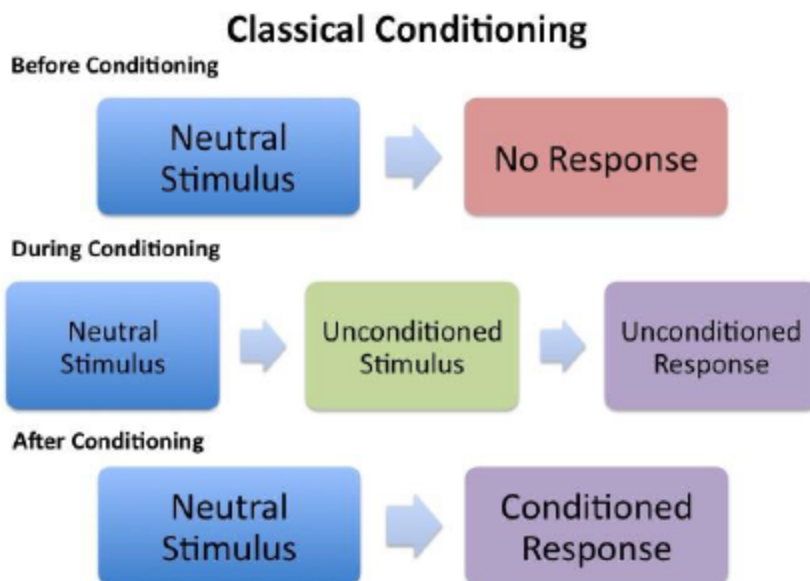 Classical Conditioning
Before Conditioning
Neutral
Stimulus
No Response
During Conditioning
Neutral
Stimulus
Unconditioned
Stimulus
Unconditioned
Response
After Conditioning
Neutral
Stimulus
Conditioned
Response